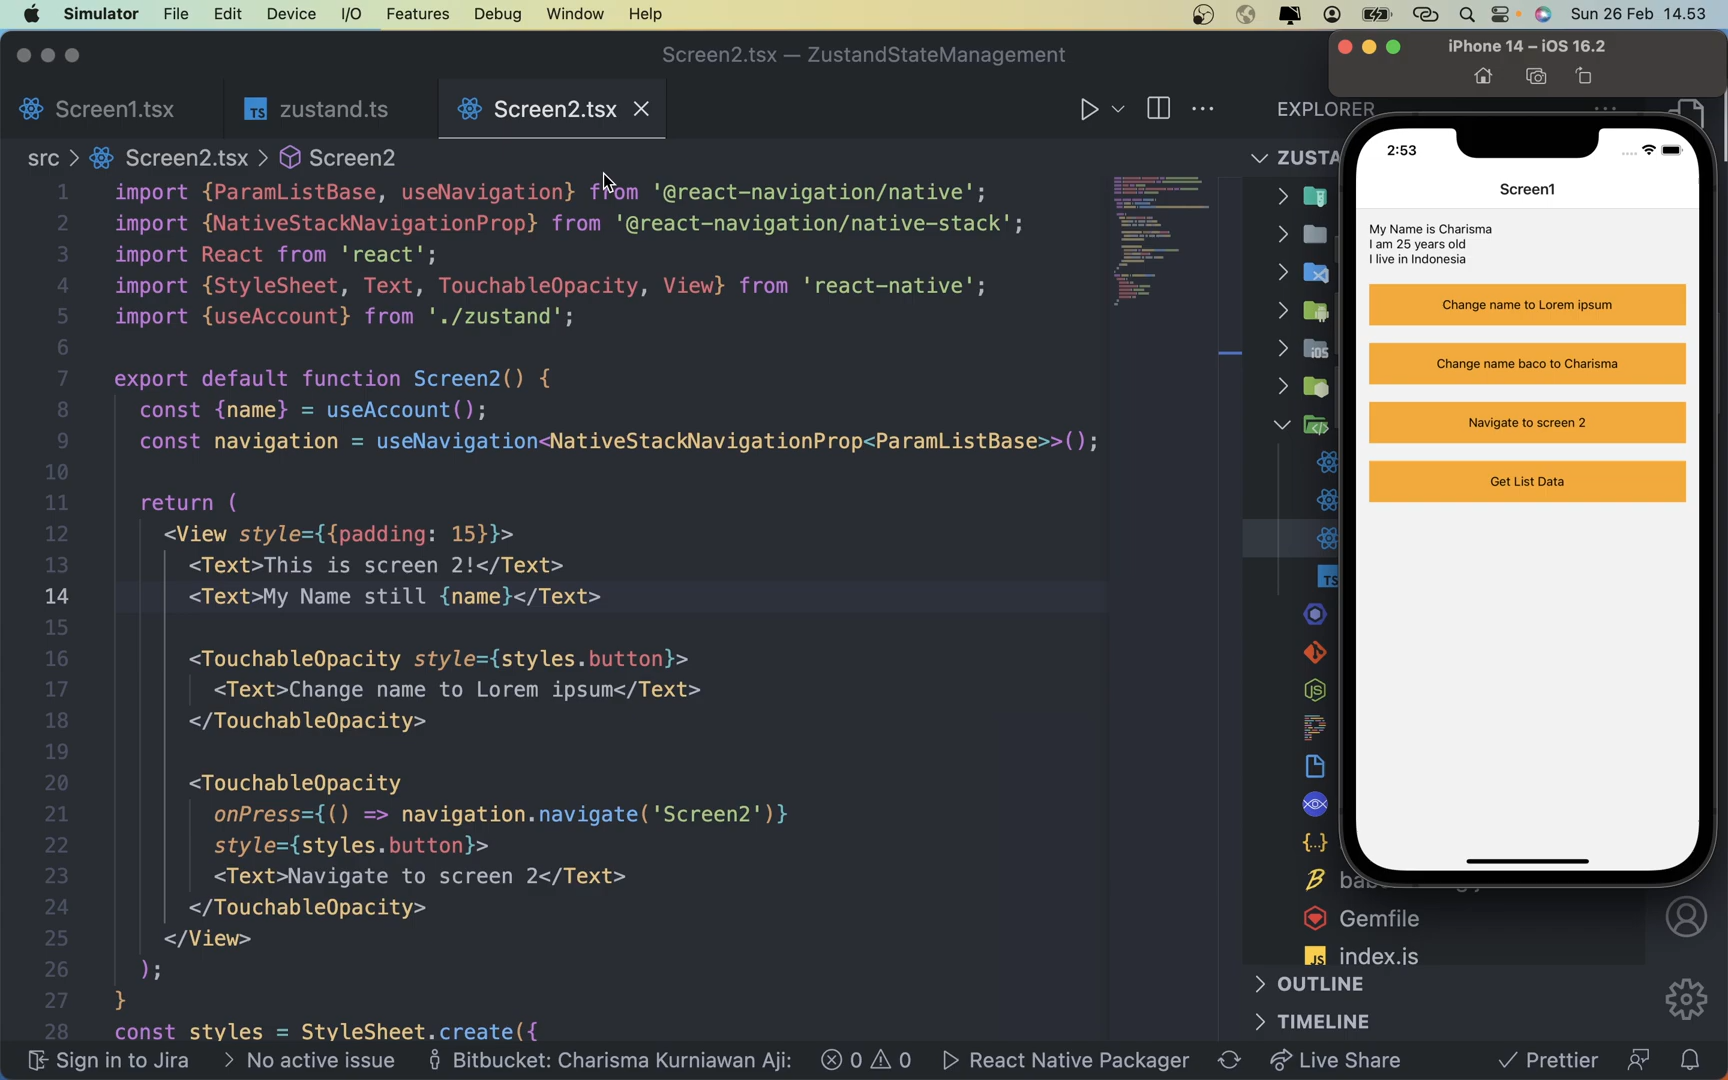 Simulator File Edit Device I/O Features Debug Window Help Sun 26 Feb 14.53
Screen2.tsx — ZustandStateManagement
Screen1.tsx
TS zustand.ts
Screen2.tsx
src > Screen2.tsx > Screen2
1 import {ParamListBase, useNavigation} from '@react-navigation/native';
2 import {NativeStackNavigationProp} from '@react-navigation/native-stack';
3 import React from 'react';
4 import {StyleSheet, Text, TouchableOpacity, View} from 'react-native';
5 import {useAccount} from './zustand';
6
7 export default function Screen2() {
8 const {name} = useAccount();
9 const navigation = useNavigation<NativeStackNavigationProp<ParamListBase>>();
10
11 return (
12 <View style={{padding: 15}}>
13 <Text>This is screen 2!</Text>
14 <Text>My Name still {name}</Text>
15
16 <TouchableOpacity style={styles.button}>
17 <Text>Change name to Lorem ipsum</Text>
18 </TouchableOpacity>
19
20 <TouchableOpacity
21 onPress={() => navigation.navigate('Screen2')}
22 style={styles.button}>
23 <Text>Navigate to screen 2</Text>
24 </TouchableOpacity>
25 </View>
26 );
27 }
28 const styles = StyleSheet.create({
EXPLORER
ZUSTA
iOS
TS
JS
{..}
B
Gemfile
JS index.js
OUTLINE
TIMELINE
iPhone 14 – iOS 16.2
2:53
Screen1
My Name is Charisma
I am 25 years old
I live in Indonesia
Change name to Lorem ipsum
Change name baco to Charisma
Navigate to screen 2
Get List Data
Sign in to Jira
No active issue
Bitbucket: Charisma Kurniawan Aji:
0 0
React Native Packager
Live Share
Prettier